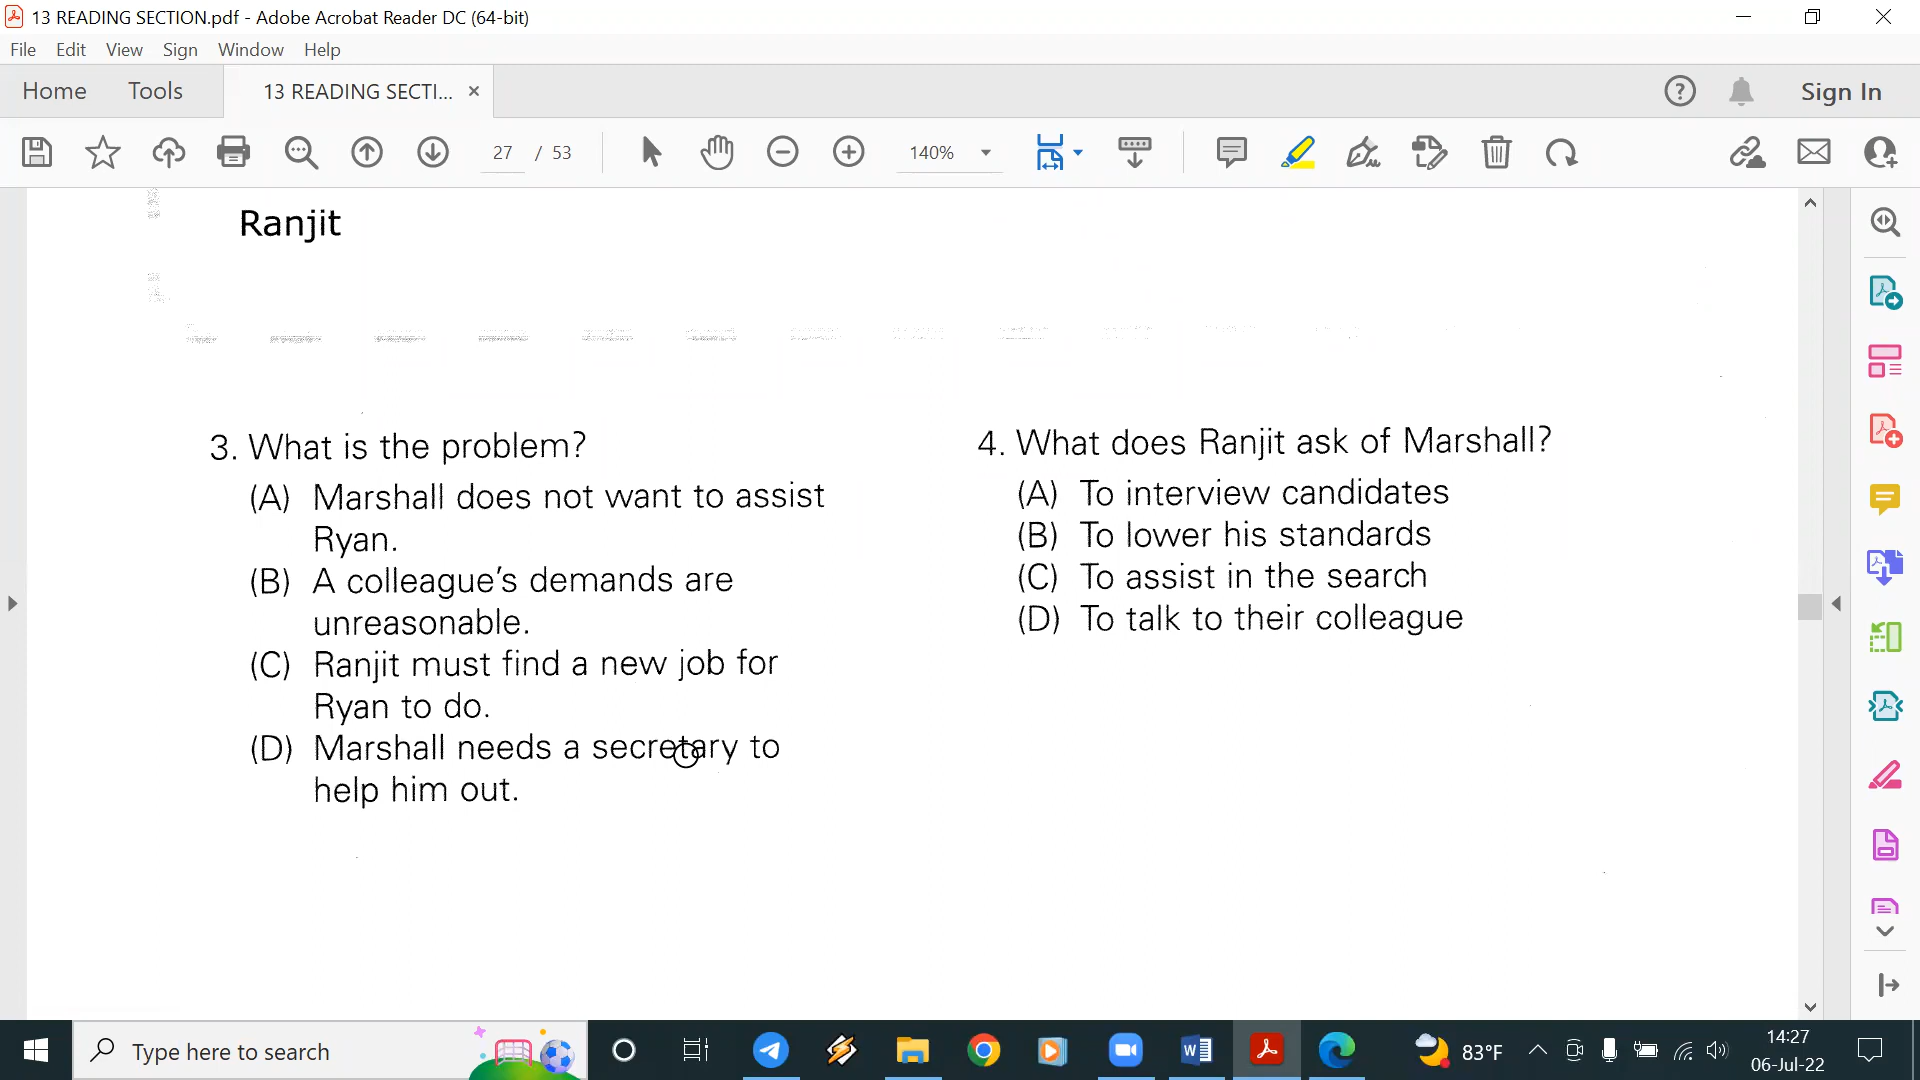 13 READING SECTION.pdf - Adobe Acrobat Reader DC (64-bit)
File Edit View Sign Window Help
Home Tools 13 READING SECTI... × Sign In
27 / 53 140%
Ranjit
3. What is the problem?
(A) Marshall does not want to assist
Ryan.
(B) A colleague's demands are
unreasonable.
(C) Ranjit must find a new job for
Ryan to do.
(D) Marshall needs a secretary to
help him out.
4. What does Ranjit ask of Marshall?
(A) To interview candidates
(B) To lower his standards
(C) To assist in the search
(D) To talk to their colleague
Type here to search
83°F
14:27
06-Jul-22